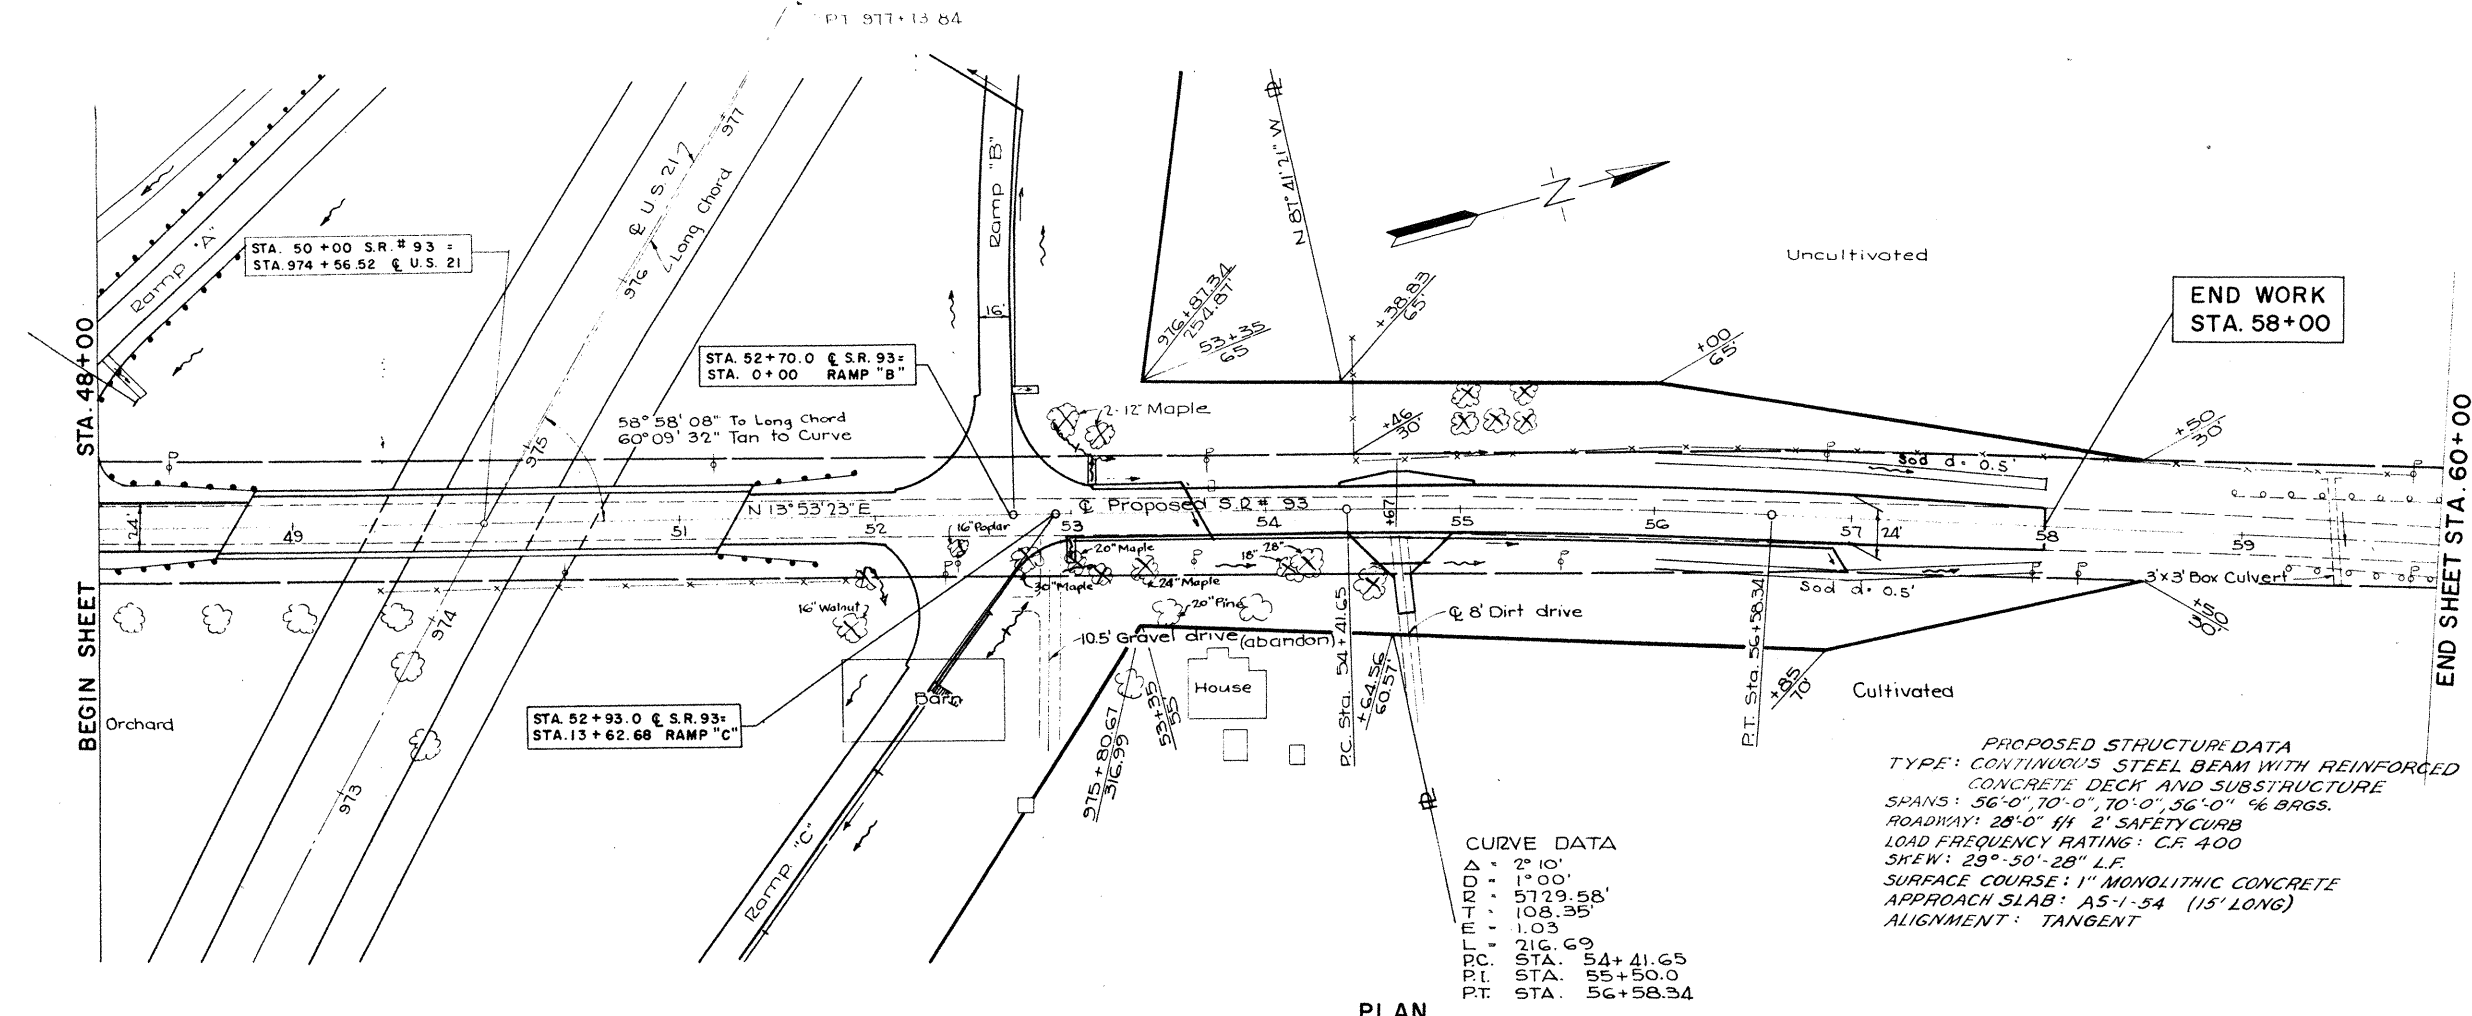 P.T. 977+13.84
977
℄ U.S. 21
Long Chord
976
Ramp "A"
Ramp "B"
16'
STA. 50 +00 S.R. # 93 =
STA. 974 + 56.52 ℄ U.S. 21
STA. 52+70.0 ℄ S.R. 93=
STA. 0+00 RAMP "B"
58° 58' 08" To Long Chord
60° 09' 32" Tan to Curve
975
N 87° 41' 21" W
N
Uncultivated
END WORK
STA. 58+00
976+87.34
254.87'
53+35
65
+38.83
65'
+00
65'
+46
30'
+50
30'
2-12" Maple
Sod d= 0.5'
BEGIN SHEET STA. 48+00
END SHEET STA. 60+00
24'
49
51
N 13° 53' 23" E
52
53
℄ Proposed S.R.# 93
54
+67
55
56
57
24'
58
59
16" Poplar
20" Maple
30" Maple
24" Maple
18"
28"
16" Walnut
20" Pine
10.5' Gravel drive (abandon)
℄ 8' Dirt drive
Sod d= 0.5'
3'x3' Box Culvert
+50
974
973
Orchard
Barn
House
Cultivated
STA. 52+93.0 ℄ S.R. 93=
STA. 13+62.68 RAMP "C"
Ramp "C"
975+80.67
316.99
53+35
55
P.C. Sta. 54+41.65
+64.56
60.57'
P.T. Sta. 56+58.34
+85
70'
PROPOSED STRUCTURE DATA
TYPE: CONTINUOUS STEEL BEAM WITH REINFORCED
CONCRETE DECK AND SUBSTRUCTURE
SPANS: 56'-0", 70'-0", 70'-0", 56'-0" c/c BRGS.
ROADWAY: 28'-0" f/f 2' SAFETY CURB
LOAD FREQUENCY RATING: C.F. 400
SKEW: 29°-50'-28" L.F.
SURFACE COURSE: 1" MONOLITHIC CONCRETE
APPROACH SLAB: AS-1-54 (15' LONG)
ALIGNMENT: TANGENT
CURVE DATA
Δ = 2° 10'
D = 1° 00'
R = 5729.58'
T = 108.35'
E = 1.03
L = 216.69
P.C. STA. 54+41.65
P.I. STA. 55+50.0
P.T. STA. 56+58.34
PLAN